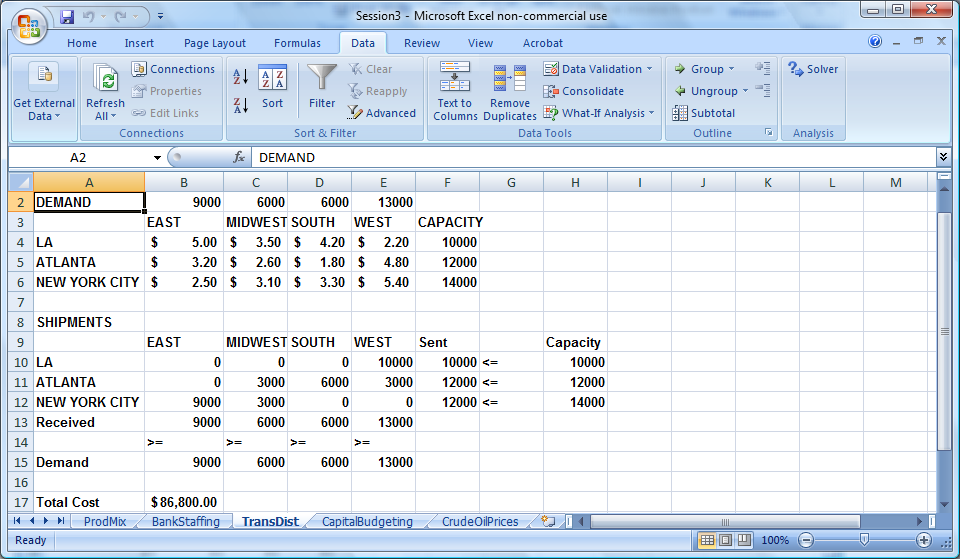 Session3 - Microsoft Excel non-commercial use
Home Insert Page Layout Formulas Data Review View Acrobat
Get External Data
Refresh All
Connections
Properties
Edit Links
Connections
Sort
Filter
Clear
Reapply
Advanced
Sort & Filter
Text to Columns
Remove Duplicates
Data Validation
Consolidate
What-If Analysis
Data Tools
Group
Ungroup
Subtotal
Outline
Solver
Analysis
A2 fx DEMAND
A B C D E F G H I J K L M
2 DEMAND 9000 6000 6000 13000
3 EAST MIDWEST SOUTH WEST CAPACITY
4 LA $ 5.00 $ 3.50 $ 4.20 $ 2.20 10000
5 ATLANTA $ 3.20 $ 2.60 $ 1.80 $ 4.80 12000
6 NEW YORK CITY $ 2.50 $ 3.10 $ 3.30 $ 5.40 14000
7
8 SHIPMENTS
9 EAST MIDWEST SOUTH WEST Sent Capacity
10 LA 0 0 0 10000 10000 <= 10000
11 ATLANTA 0 3000 6000 3000 12000 <= 12000
12 NEW YORK CITY 9000 3000 0 0 12000 <= 14000
13 Received 9000 6000 6000 13000
14 >= >= >= >=
15 Demand 9000 6000 6000 13000
16
17 Total Cost $86,800.00
ProdMix BankStaffing TransDist CapitalBudgeting CrudeOilPrices
Ready 100%